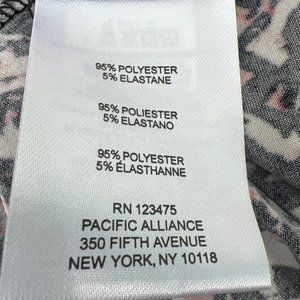 95% POLYESTER
5% ELASTANE
95% POLIESTER
5% ELASTANO
95% POLYESTER
5% ÉLASTHANNE
RN 123475
PACIFIC ALLIANCE
350 FIFTH AVENUE
NEW YORK, NY 10118